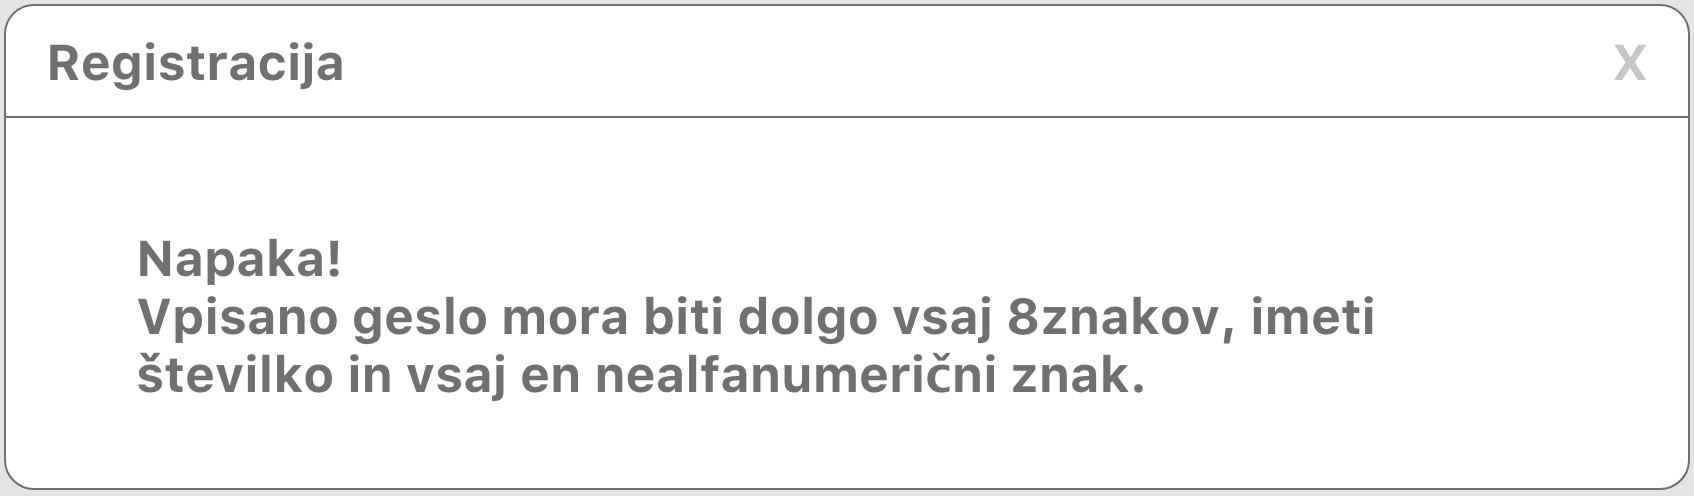 Registracija X
Napaka!
Vpisano geslo mora biti dolgo vsaj 8znakov, imeti
številko in vsaj en nealfanumerični znak.